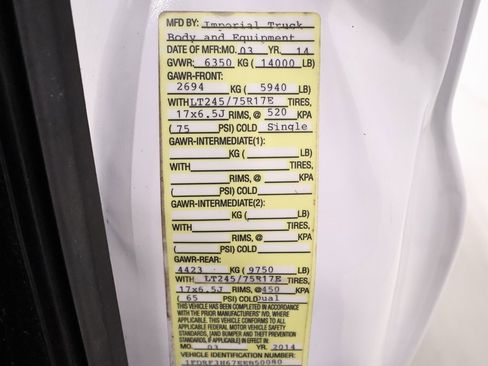 MFD BY: Imperial Truck
Body and Equipment
DATE OF MFR: MO. 03 YR. 14
GVWR: 6350 KG (14000 LB)
GAWR-FRONT:
2694 KG ( 5940 LB)
WITH LT245/75R17E TIRES,
17x6.5J RIMS, @ 520 KPA
( 75 PSI) COLD Single
GAWR-INTERMEDIATE(1):
KG ( LB)
WITH TIRES,
RIMS, @ KPA
( PSI) COLD
GAWR-INTERMEDIATE(2):
KG ( LB)
WITH TIRES,
RIMS, @ KPA
( PSI) COLD
GAWR-REAR:
4423 KG ( 9750 LB)
WITH LT245/75R17E TIRES,
17x6.5J RIMS, @ 450 KPA
( 65 PSI) COLD Dual
THIS VEHICLE HAS BEEN COMPLETED IN ACCORDANCE
WITH THE PRIOR MANUFACTURERS' IVD, WHERE
APPLICABLE. THIS VEHICLE CONFORMS TO ALL
APPLICABLE FEDERAL MOTOR VEHICLE SAFETY
STANDARDS, [AND BUMPER AND THEFT PREVENTION
STANDARDS, IF APPLICABLE] IN EFFECT IN
MO. 03 YR. 2014
VEHICLE IDENTIFICATION NUMBER: